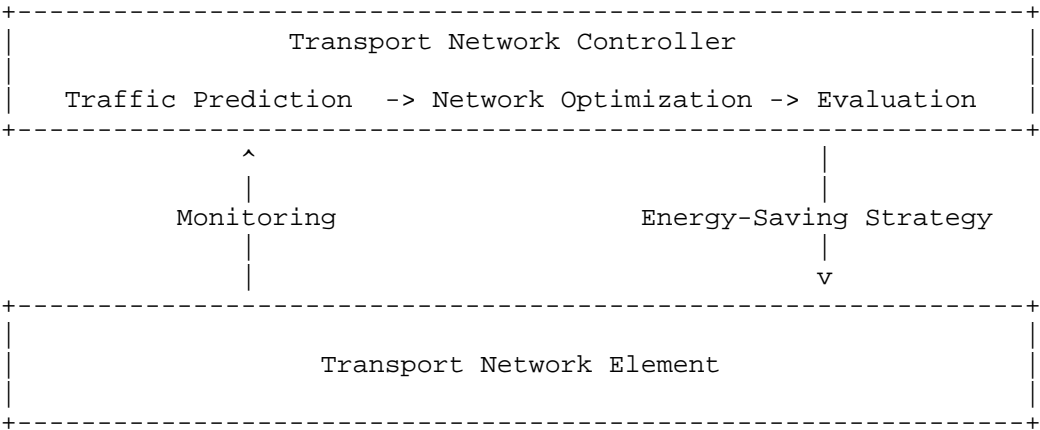 Transport Network Controller
Traffic Prediction -> Network Optimization -> Evaluation
Monitoring Energy-Saving Strategy
Transport Network Element